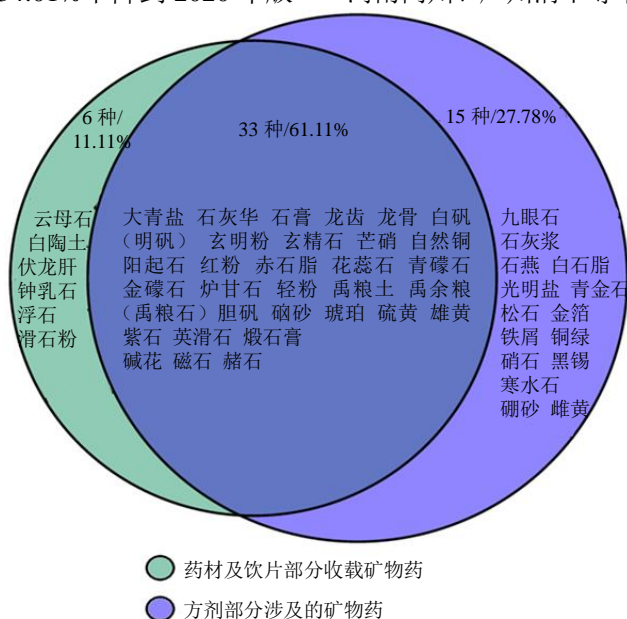 6 种/
11.11%
33 种/61.11%
15 种/27.78%
云母石
白陶土
伏龙肝
钟乳石
浮石
滑石粉
大青盐 石灰华 石膏 龙齿 龙骨 白矾
（明矾） 玄明粉 玄精石 芒硝 自然铜
阳起石 红粉 赤石脂 花蕊石 青礞石
金礞石 炉甘石 轻粉 禹粮土 禹余粮
（禹粮石）胆矾 硇砂 琥珀 硫黄 雄黄
紫石 英滑石 煅石膏
碱花 磁石 赭石
九眼石
石灰浆
石燕 白石脂
光明盐 青金石
松石 金箔
铁屑 铜绿
硝石 黑锡
寒水石
硼砂 雌黄
药材及饮片部分收载矿物药
方剂部分涉及的矿物药